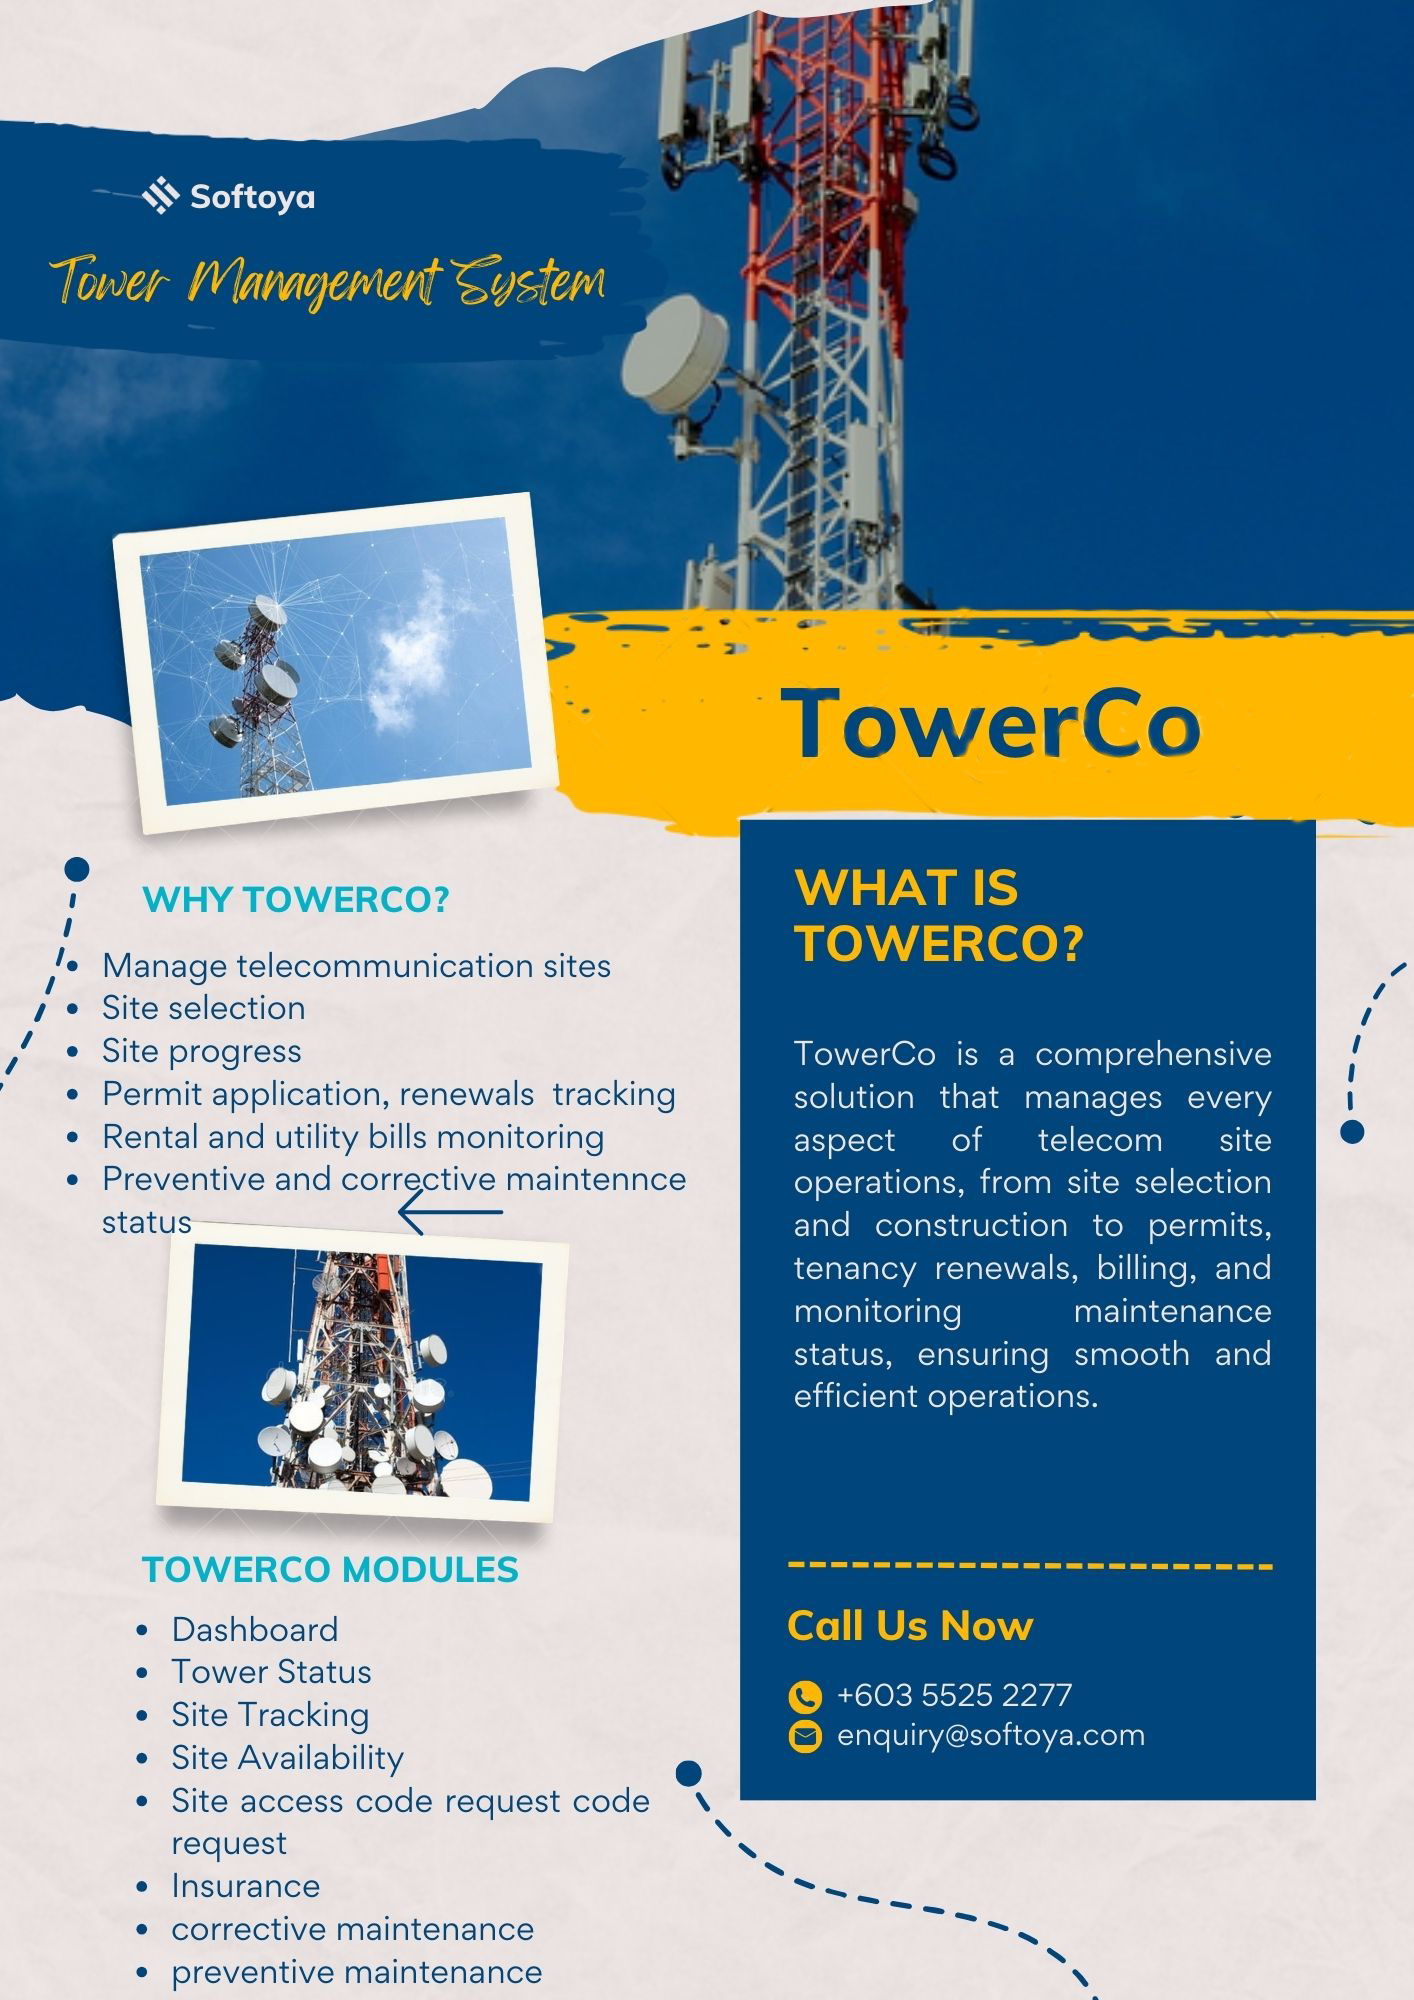 Softoya
Tower Management System
TowerCo
WHY TOWERCO?
• Manage telecommunication sites
• Site selection
• Site progress
• Permit application, renewals  tracking
• Rental and utility bills monitoring
• Preventive and corrective maintennce
status
TOWERCO MODULES
• Dashboard
• Tower Status
• Site Tracking
• Site Availability
• Site access code request code
request
• Insurance
• corrective maintenance
• preventive maintenance
WHAT IS
TOWERCO?
TowerCo is a comprehensive
solution that manages every
aspect of telecom site
operations, from site selection
and construction to permits,
tenancy renewals, billing, and
monitoring maintenance
status, ensuring smooth and
efficient operations.
Call Us Now
+603 5525 2277
enquiry@softoya.com